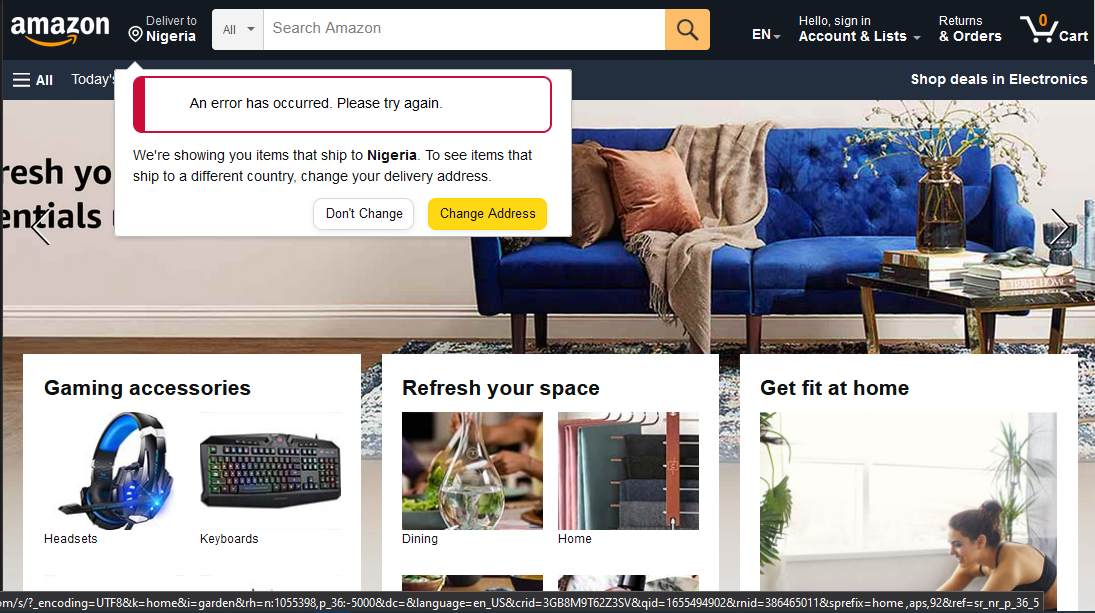 amazon
Deliver to
Nigeria
All
Search Amazon
EN
Hello, sign in
Account & Lists
Returns
& Orders
0
Cart
All
Today's
Shop deals in Electronics
An error has occurred. Please try again.
We're showing you items that ship to Nigeria. To see items that
ship to a different country, change your delivery address.
Don't Change
Change Address
resh yo
entials
Gaming accessories
Headsets
Keyboards
Refresh your space
Dining
Home
Get fit at home
om/s/?_encoding=UTF8&k=home&i=garden&rh=n:1055398,p_36:-5000&dc=&language=en_US&crid=3GB8M9T62Z3SV&qid=1655494902&rnid=386465011&sprefix=home ,aps,92&ref=sr_nr_p_36_5